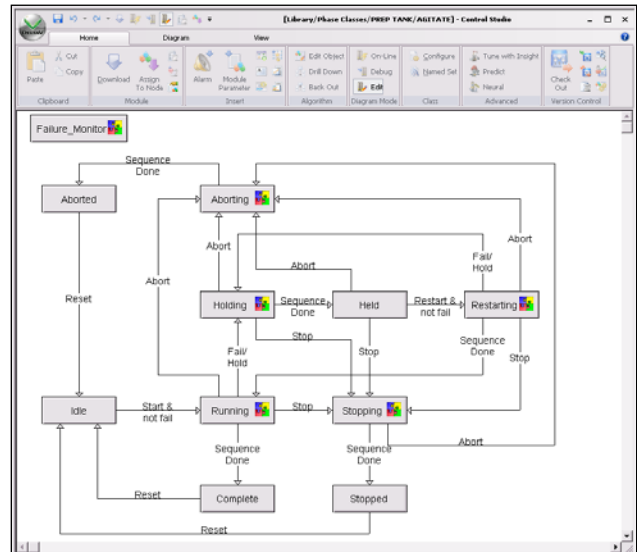 [Library/Phase Classes/PREP TANK/AGITATE] - Control Studio
Home
Diagram
View
Paste
Cut
Copy
Clipboard
Download
Assign
To Node
Module
Alarm
Module
Parameter
Insert
Edit Object
Drill Down
Back Out
Algorithm
On-Line
Debug
Edit
Diagram Mode
Configure
Named Set
Class
Tune with Insight
Predict
Neural
Advanced
Check
Out
Version Control
Failure_Monitor
Sequence
Done
Aborted
Aborting
Abort
Abort
Abort
Abort
Fail/
Hold
Reset
Holding
Sequence
Done
Held
Restart &
not fail
Restarting
Stop
Fail/
Hold
Stop
Sequence
Done
Stop
Idle
Start &
not fail
Running
Stop
Stopping
Abort
Sequence
Done
Sequence
Done
Reset
Complete
Stopped
Reset